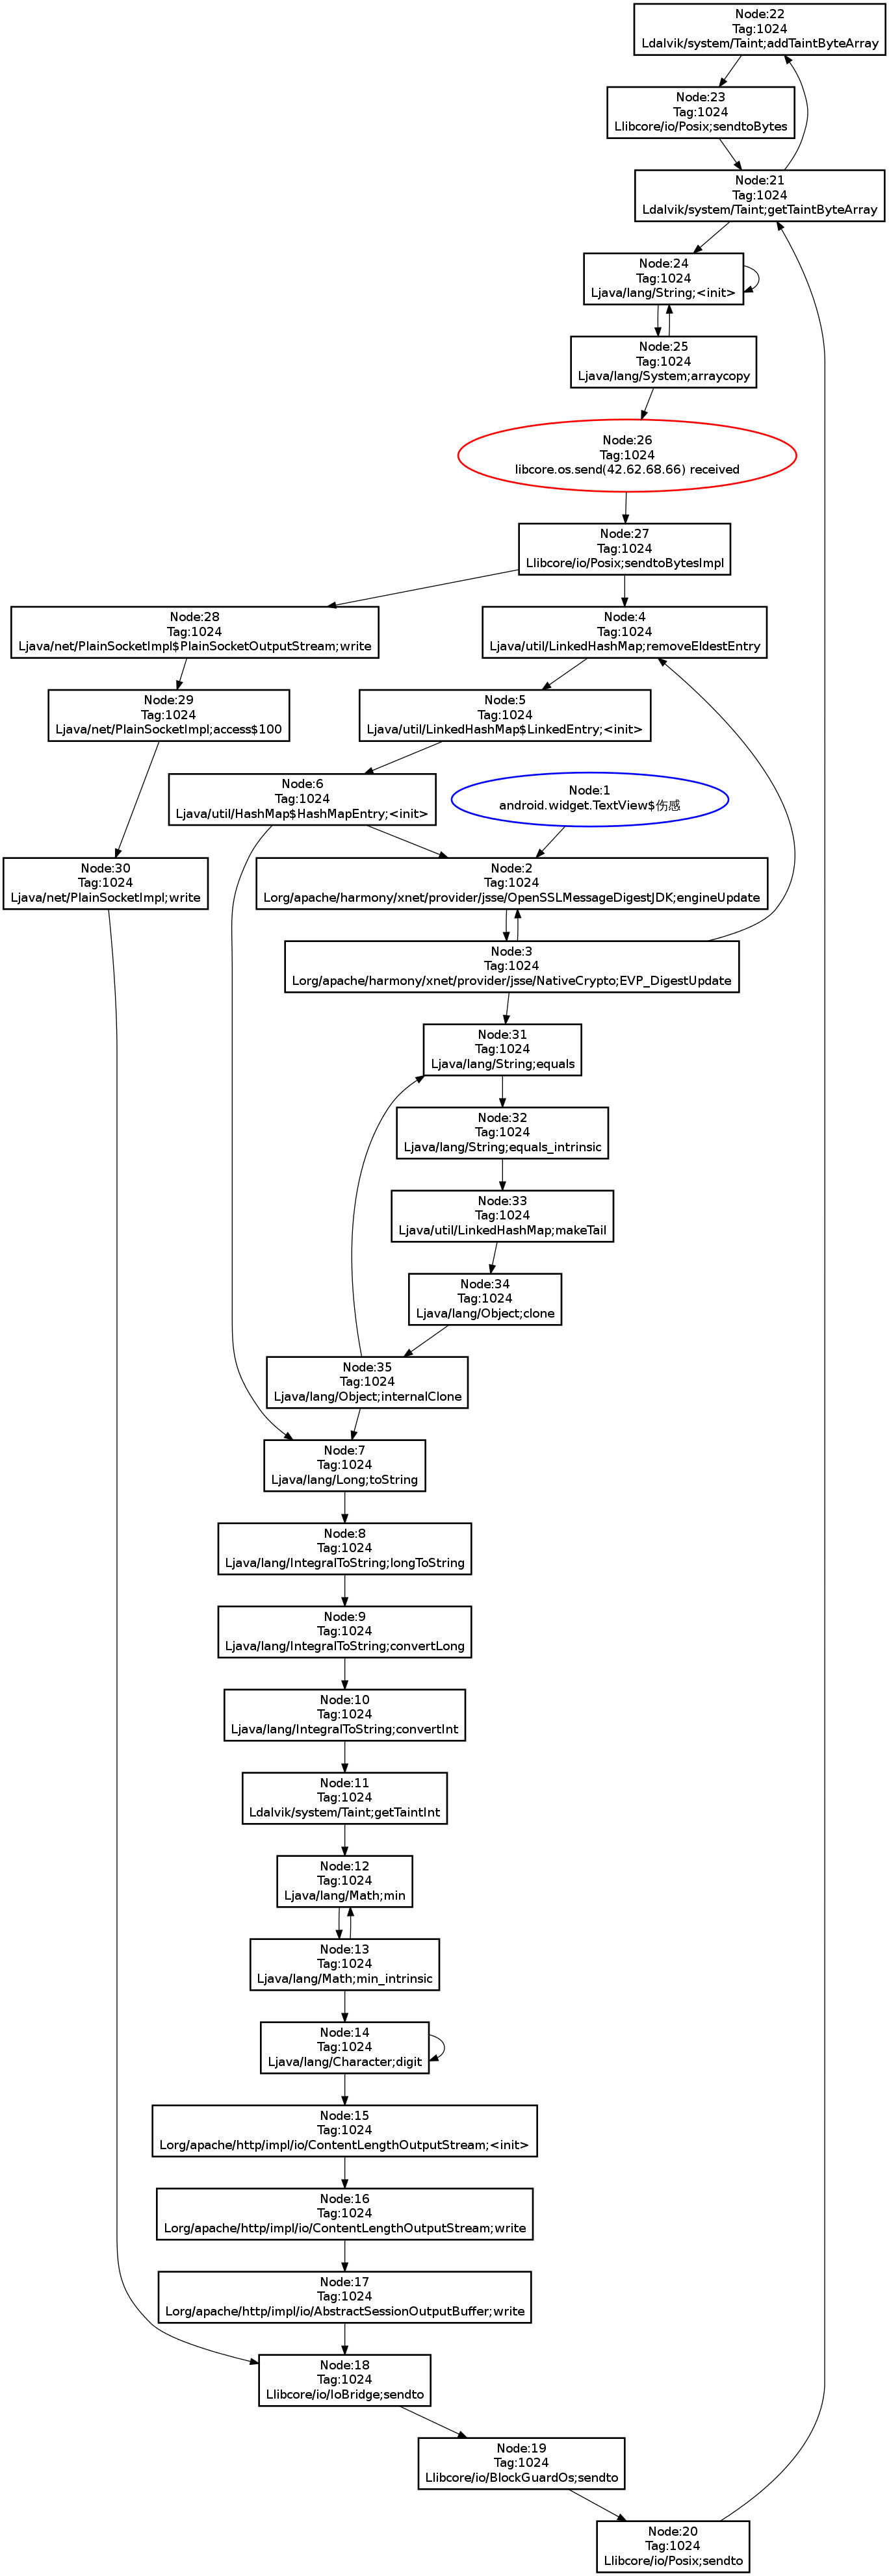 Node:22
Tag:1024
Ldalvik/system/Taint;addTaintByteArray
Node:23
Tag:1024
Llibcore/io/Posix;sendtoBytes
Node:21
Tag:1024
Ldalvik/system/Taint;getTaintByteArray
Node:24
Tag:1024
Ljava/lang/String;<init>
Node:25
Tag:1024
Ljava/lang/System;arraycopy
Node:26
Tag:1024
libcore.os.send(42.62.68.66) received
Node:27
Tag:1024
Llibcore/io/Posix;sendtoBytesImpl
Node:28
Tag:1024
Ljava/net/PlainSocketImpl$PlainSocketOutputStream;write
Node:4
Tag:1024
Ljava/util/LinkedHashMap;removeEldestEntry
Node:29
Tag:1024
Ljava/net/PlainSocketImpl;access$100
Node:5
Tag:1024
Ljava/util/LinkedHashMap$LinkedEntry;<init>
Node:6
Tag:1024
Ljava/util/HashMap$HashMapEntry;<init>
Node:1
android.widget.TextView$伤感
Node:30
Tag:1024
Ljava/net/PlainSocketImpl;write
Node:2
Tag:1024
Lorg/apache/harmony/xnet/provider/jsse/OpenSSLMessageDigestJDK;engineUpdate
Node:3
Tag:1024
Lorg/apache/harmony/xnet/provider/jsse/NativeCrypto;EVP_DigestUpdate
Node:31
Tag:1024
Ljava/lang/String;equals
Node:32
Tag:1024
Ljava/lang/String;equals_intrinsic
Node:33
Tag:1024
Ljava/util/LinkedHashMap;makeTail
Node:34
Tag:1024
Ljava/lang/Object;clone
Node:35
Tag:1024
Ljava/lang/Object;internalClone
Node:7
Tag:1024
Ljava/lang/Long;toString
Node:8
Tag:1024
Ljava/lang/IntegralToString;longToString
Node:9
Tag:1024
Ljava/lang/IntegralToString;convertLong
Node:10
Tag:1024
Ljava/lang/IntegralToString;convertInt
Node:11
Tag:1024
Ldalvik/system/Taint;getTaintInt
Node:12
Tag:1024
Ljava/lang/Math;min
Node:13
Tag:1024
Ljava/lang/Math;min_intrinsic
Node:14
Tag:1024
Ljava/lang/Character;digit
Node:15
Tag:1024
Lorg/apache/http/impl/io/ContentLengthOutputStream;<init>
Node:16
Tag:1024
Lorg/apache/http/impl/io/ContentLengthOutputStream;write
Node:17
Tag:1024
Lorg/apache/http/impl/io/AbstractSessionOutputBuffer;write
Node:18
Tag:1024
Llibcore/io/IoBridge;sendto
Node:19
Tag:1024
Llibcore/io/BlockGuardOs;sendto
Node:20
Tag:1024
Llibcore/io/Posix;sendto